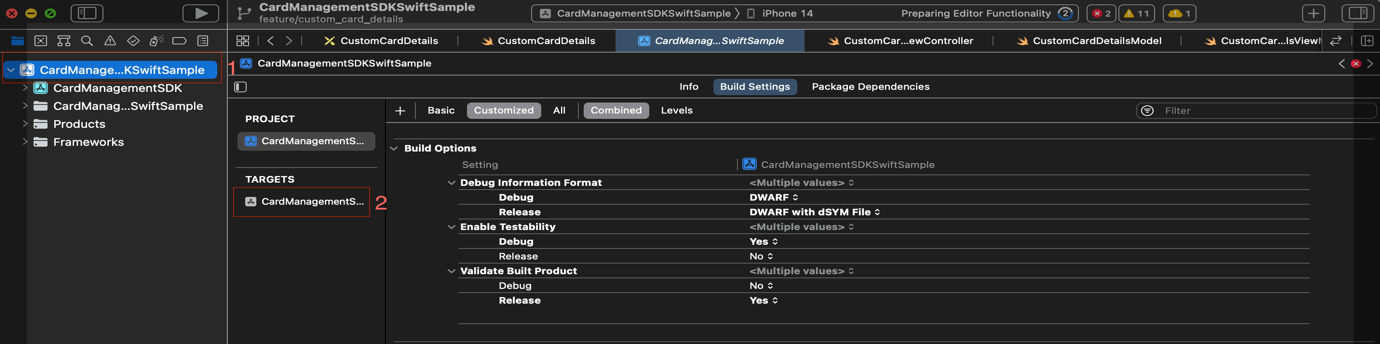 CardManagementSDKSwiftSample
feature/custom_card_details
CardManagementSDKSwiftSample
iPhone 14
Preparing Editor Functionality
2
2
11
1
CustomCardDetails
CustomCardDetails
CardManag...SwiftSample
CustomCar...ewController
CustomCardDetailsModel
CustomCar...lsView
CardManage...KSwiftSample
CardManagementSDK
CardManag...SwiftSample
Products
Frameworks
1
CardManagementSDKSwiftSample
Info
Build Settings
Package Dependencies
PROJECT
CardManagementS...
TARGETS
CardManagementS...
2
+
Basic
Customized
All
Combined
Levels
Filter
Build Options
Setting
CardManagementSDKSwiftSample
Debug Information Format
<Multiple values>
Debug
DWARF
Release
DWARF with dSYM File
Enable Testability
<Multiple values>
Debug
Yes
Release
No
Validate Built Product
<Multiple values>
Debug
No
Release
Yes